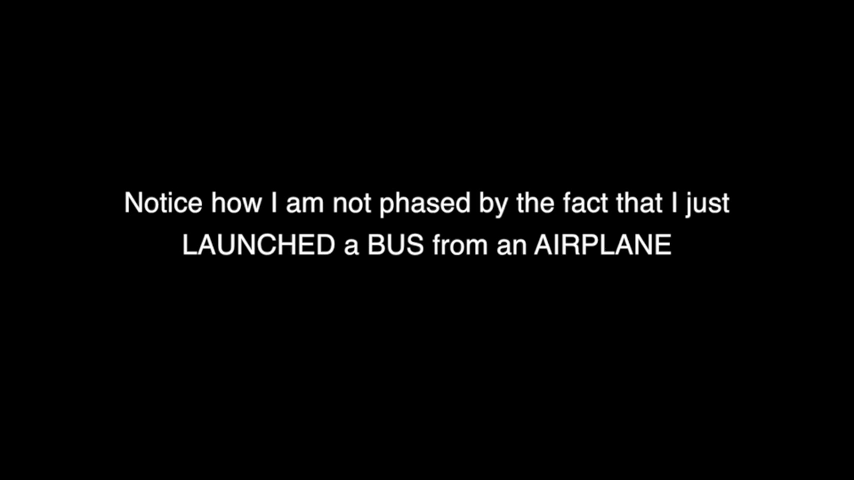 Notice how I am not phased by the fact that I just
LAUNCHED a BUS from an AIRPLANE